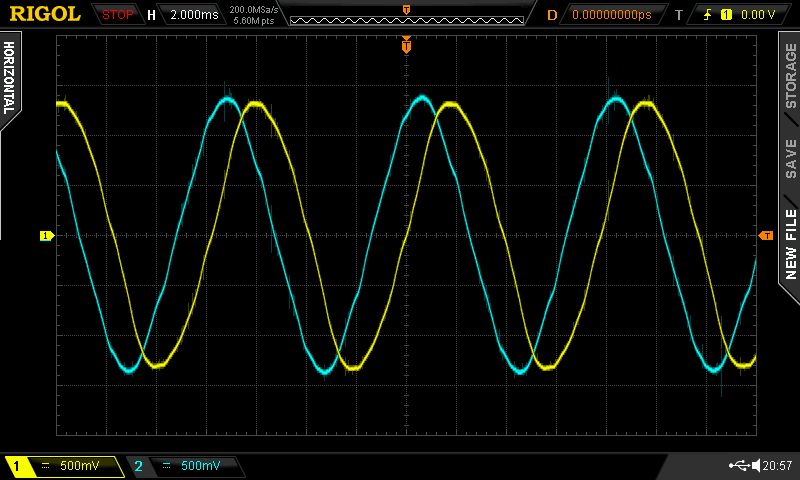 RIGOL STOP H 2.000ms 200.0MSa/s D 0.00000000ps T 1 0.00 V
5.60M pts
T
T
HORIZONTAL
STORAGE
SAVE
NEW FILE
1
T
1 500mV 2 500mV 20:57